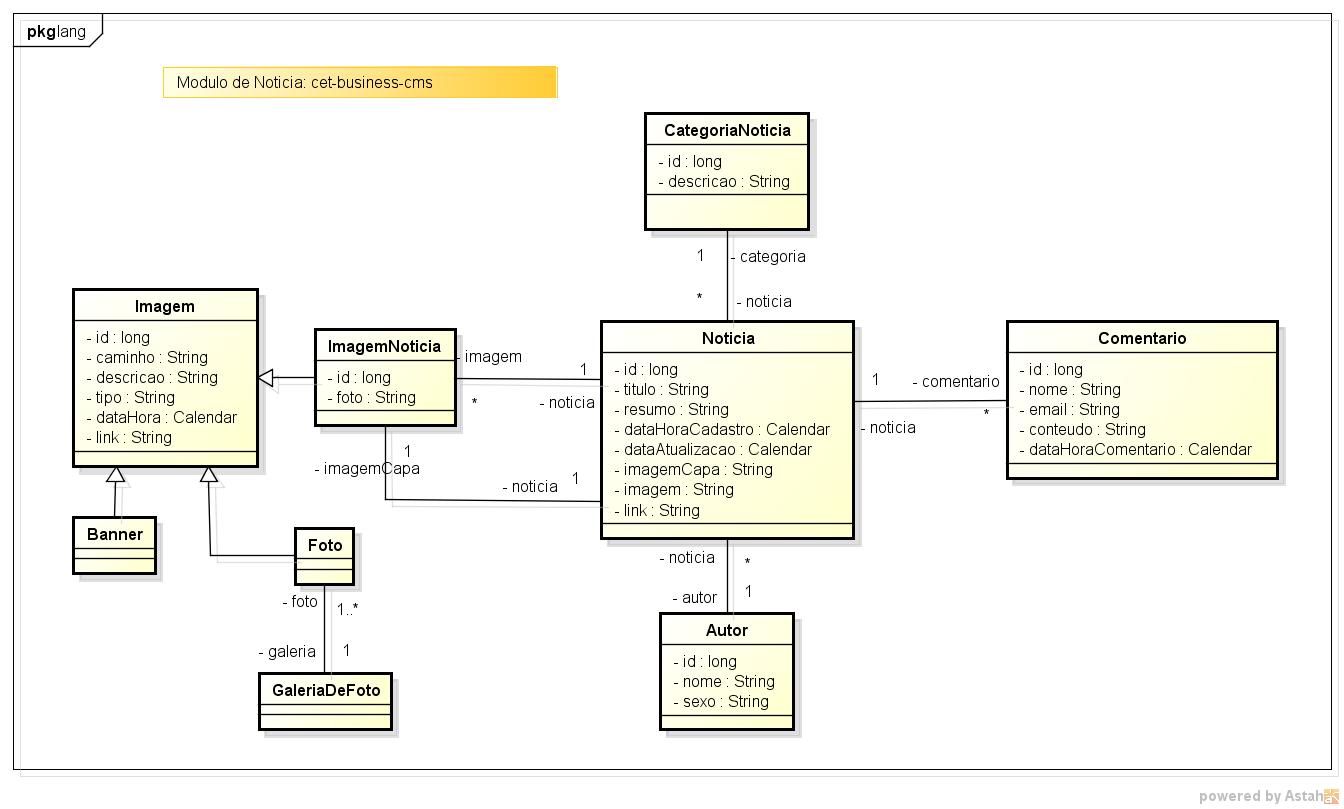 pkg lang
Modulo de Noticia: cet-business-cms
CategoriaNoticia
- id : long
- descricao : String
1
- categoria
*
- noticia
Imagem
- id : long
- caminho : String
- descricao : String
- tipo : String
- dataHora : Calendar
- link : String
ImagemNoticia
- id : long
- foto : String
- imagem
*
1
- noticia
1
- imagemCapa
- noticia
1
Noticia
- id : long
- titulo : String
- resumo : String
- dataHoraCadastro : Calendar
- dataAtualizacao : Calendar
- imagemCapa : String
- imagem : String
- link : String
1
- noticia
- comentario
*
Comentario
- id : long
- nome : String
- email : String
- conteudo : String
- dataHoraComentario : Calendar
Banner
Foto
- foto
1..*
- galeria
1
GaleriaDeFoto
- noticia
*
- autor
1
Autor
- id : long
- nome : String
- sexo : String
powered by Astah